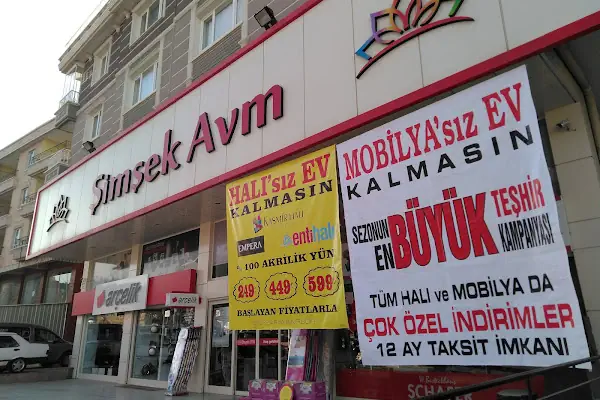 Şimşek Avm
arçelik
arçelik
HALI'sız EV
KALMASIN
KAŞMİR HALI
EMPERA
entihalı
% 100 AKRİLİK YÜN
249 449 599
BAŞLAYAN FİYATLARLA
MOBİLYA'sız EV
KALMASIN
SEZONUN
EN BÜYÜK TEŞHİR
KAMPANYASI
TÜM HALI ve MOBİLYA DA
ÇOK ÖZEL İNDİRİMLER
12 AY TAKSİT İMKANI
SCHAFER